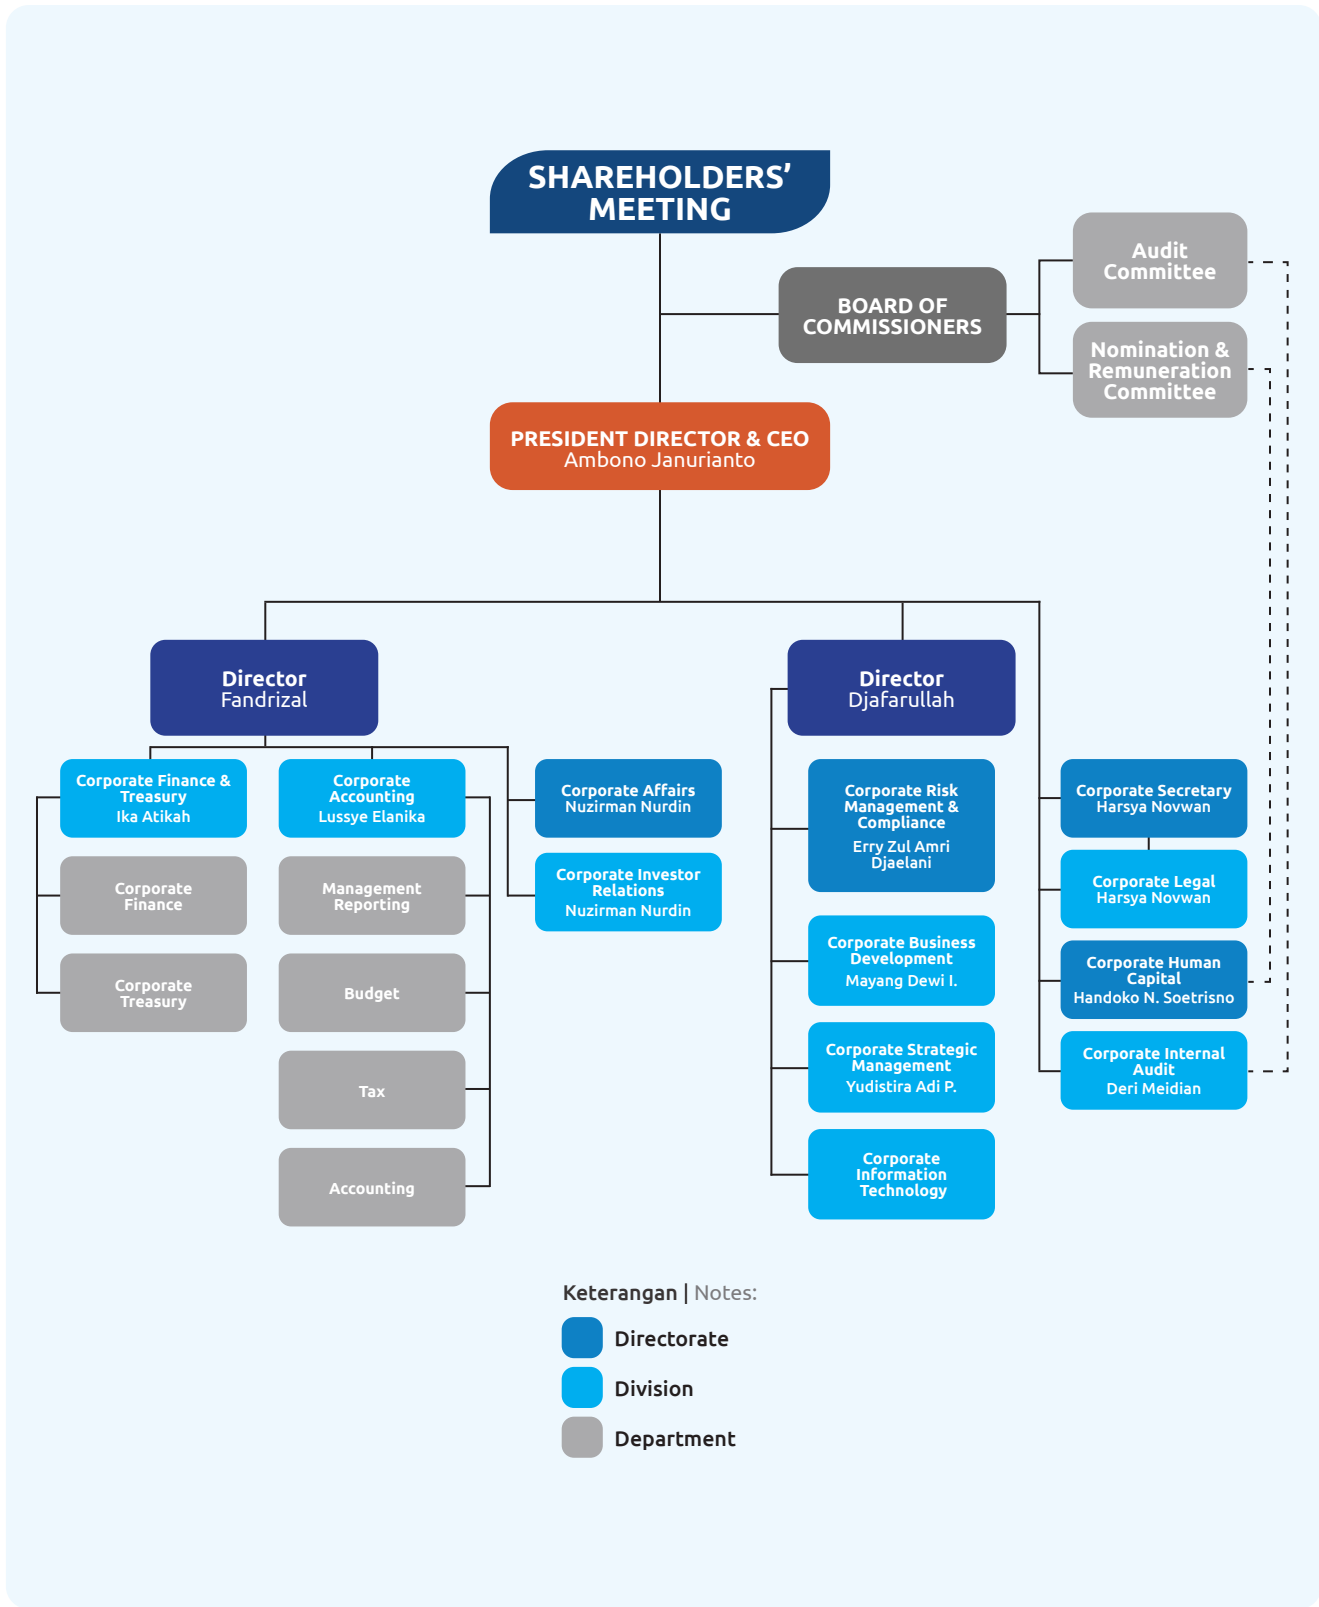 SHAREHOLDERS’
MEETING
BOARD OF
COMMISSIONERS
Audit
Committee
Nomination &
Remuneration
Committee
PRESIDENT DIRECTOR & CEO
Ambono Janurianto
Director
Fandrizal
Director
Djafarullah
Corporate Finance &
Treasury
Ika Atikah
Corporate
Finance
Corporate
Treasury
Corporate
Accounting
Lussye Elanika
Management
Reporting
Budget
Tax
Accounting
Corporate Affairs
Nuzirman Nurdin
Corporate Investor
Relations
Nuzirman Nurdin
Corporate Risk
Management &
Compliance
Erry Zul Amri
Djaelani
Corporate Business
Development
Mayang Dewi I.
Corporate Strategic
Management
Yudistira Adi P.
Corporate
Information
Technology
Corporate Secretary
Harsya Novwan
Corporate Legal
Harsya Novwan
Corporate Human
Capital
Handoko N. Soetrisno
Corporate Internal
Audit
Deri Meidian
Keterangan | Notes:
Directorate
Division
Department